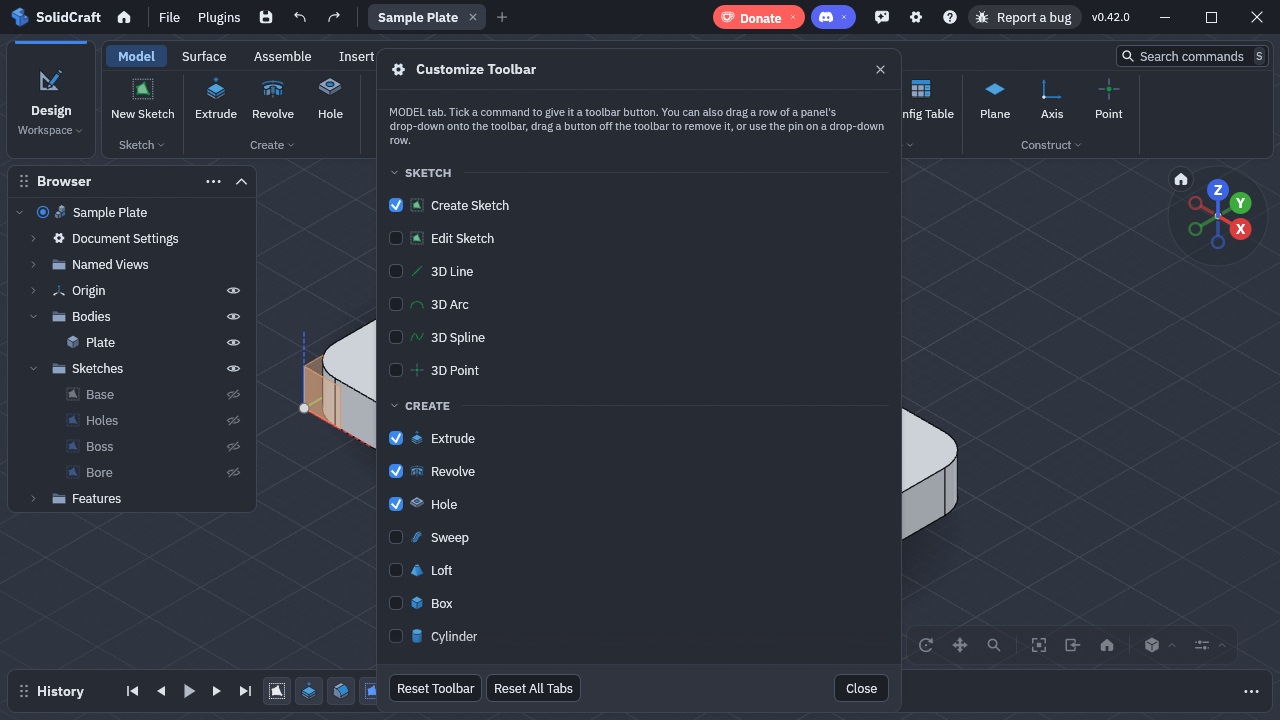 SolidCraft
File
Plugins
Sample Plate
Donate
Report a bug
v0.42.0
Design
Workspace
Model
Surface
Assemble
Insert
Search commands
S
New Sketch
Extrude
Revolve
Hole
nfig Table
Plane
Axis
Point
Sketch
Create
Construct
Browser
Sample Plate
Document Settings
Named Views
Origin
Bodies
Plate
Sketches
Base
Holes
Boss
Bore
Features
Customize Toolbar
MODEL tab. Tick a command to give it a toolbar button. You can also drag a row of a panel's
drop-down onto the toolbar, drag a button off the toolbar to remove it, or use the pin on a drop-down
row.
SKETCH
Create Sketch
Edit Sketch
3D Line
3D Arc
3D Spline
3D Point
CREATE
Extrude
Revolve
Hole
Sweep
Loft
Box
Cylinder
Reset Toolbar
Reset All Tabs
Close
Z
Y
X
History